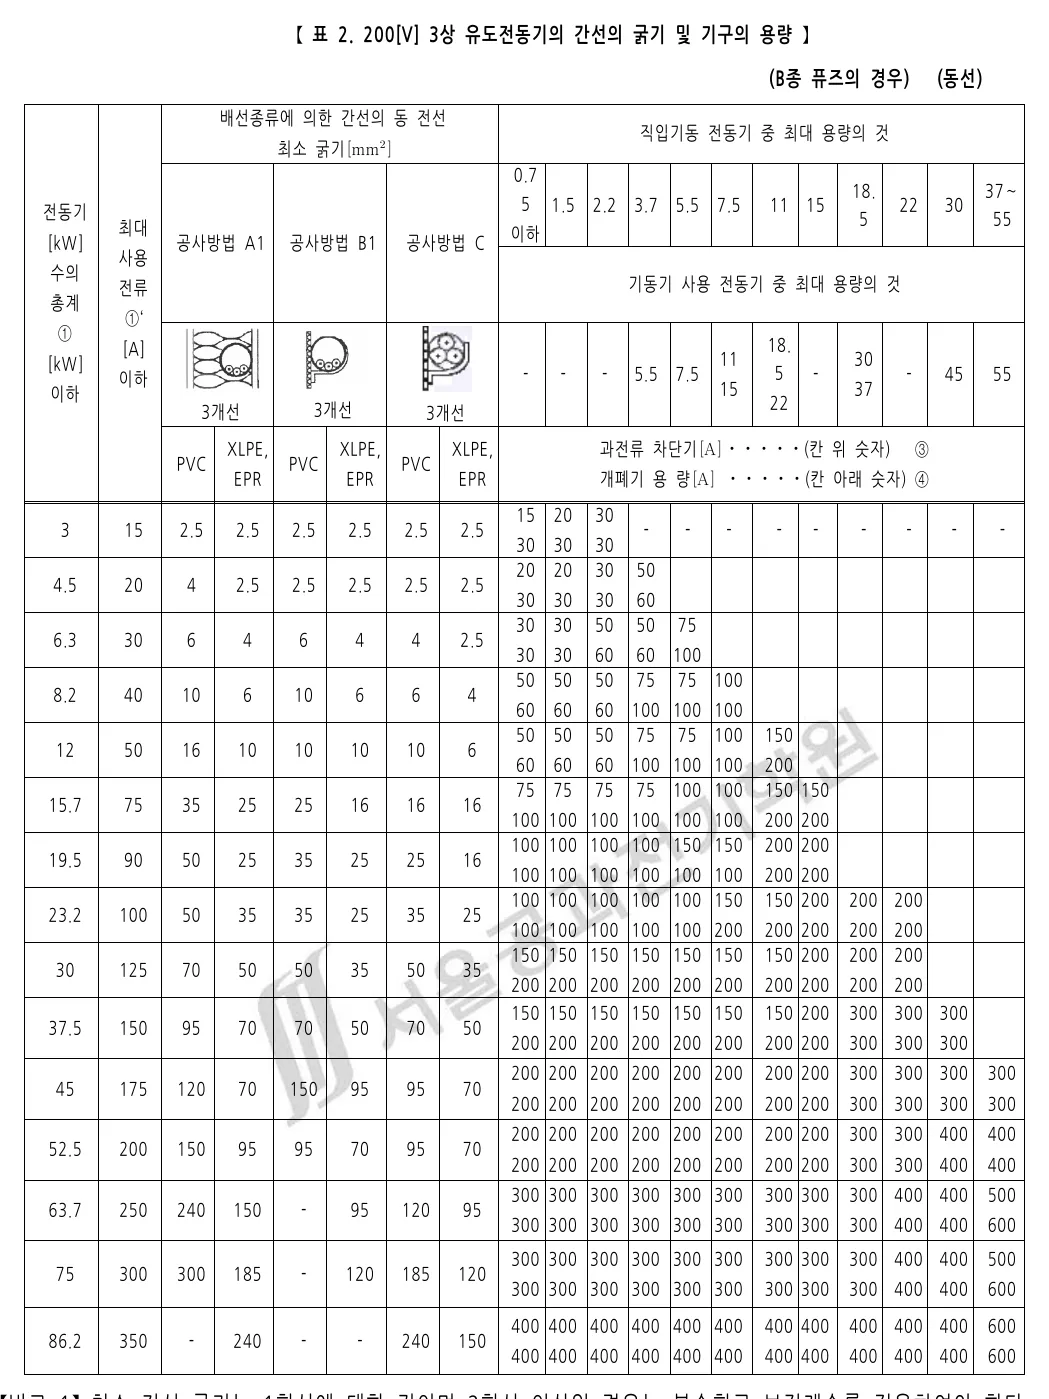 【 표 2. 200[V] 3상 유도전동기의 간선의 굵기 및 기구의 용량 】
(B종 퓨즈의 경우) (동선)
전동기 [kW] 수의 총계 ① [kW] 이하
최대 사용 전류 ①‘ [A] 이하
배선종류에 의한 간선의 동 전선
최소 굵기[mm²]
직입기동 전동기 중 최대 용량의 것
공사방법 A1 공사방법 B1 공사방법 C
0.75 이하 1.5 2.2 3.7 5.5 7.5 11 15 18.5 22 30 37~55
기동기 사용 전동기 중 최대 용량의 것
3개선 3개선 3개선
- - - 5.5 7.5 11 15 18.5 22 - 30 37 - 45 55
PVC XLPE, EPR PVC XLPE, EPR PVC XLPE, EPR
과전류 차단기[A]·····(칸 위 숫자) ③
개폐기 용 량[A] ·····(칸 아래 숫자) ④
3 15 2.5 2.5 2.5 2.5 2.5 2.5 15 20 30 - - - - - - - - -
30 30 30
4.5 20 4 2.5 2.5 2.5 2.5 2.5 20 20 30 50
30 30 30 60
6.3 30 6 4 6 4 4 2.5 30 30 50 50 75
30 30 60 60 100
8.2 40 10 6 10 6 6 4 50 50 50 75 75 100
60 60 60 100 100 100
12 50 16 10 10 10 10 6 50 50 50 75 75 100 150
60 60 60 100 100 100 200
15.7 75 35 25 25 16 16 16 75 75 75 75 100 100 150 150
100 100 100 100 100 100 200 200
19.5 90 50 25 35 25 25 16 100 100 100 100 150 150 200 200
100 100 100 100 100 100 200 200
23.2 100 50 35 35 25 35 25 100 100 100 100 100 150 150 200 200 200
100 100 100 100 100 200 200 200 200 200
30 125 70 50 50 35 50 35 150 150 150 150 150 150 150 200 200 200
200 200 200 200 200 200 200 200 200 200
37.5 150 95 70 70 50 70 50 150 150 150 150 150 150 150 200 300 300 300
200 200 200 200 200 200 200 200 300 300 300
45 175 120 70 150 95 95 70 200 200 200 200 200 200 200 200 300 300 300 300
200 200 200 200 200 200 200 200 300 300 300 300
52.5 200 150 95 95 70 95 70 200 200 200 200 200 200 200 200 300 300 400 400
200 200 200 200 200 200 200 200 300 300 400 400
63.7 250 240 150 - 95 120 95 300 300 300 300 300 300 300 300 300 400 400 500
300 300 300 300 300 300 300 300 300 400 400 600
75 300 300 185 - 120 185 120 300 300 300 300 300 300 300 300 300 400 400 500
300 300 300 300 300 300 300 300 300 400 400 600
86.2 350 - 240 - - 240 150 400 400 400 400 400 400 400 400 400 400 400 600
400 400 400 400 400 400 400 400 400 400 400 600
서울공과전기학원